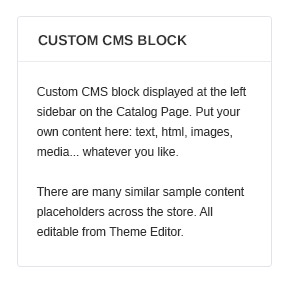 CUSTOM CMS BLOCK
Custom CMS block displayed at the left
sidebar on the Catalog Page. Put your
own content here: text, html, images,
media... whatever you like.
There are many similar sample content
placeholders across the store. All
editable from Theme Editor.